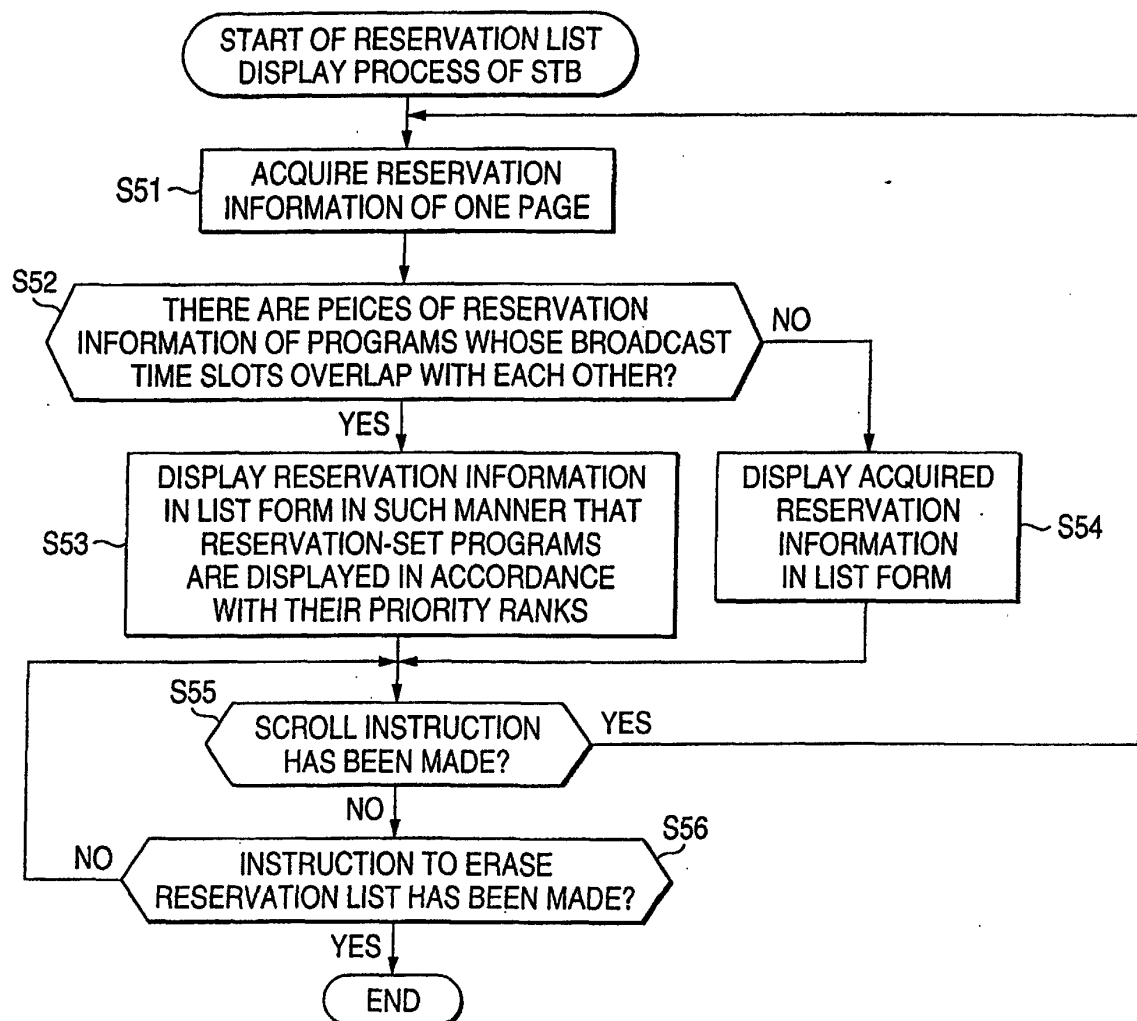 START OF RESERVATION LIST
DISPLAY PROCESS OF STB
S51
ACQUIRE RESERVATION
INFORMATION OF ONE PAGE
S52
THERE ARE PEICES OF RESERVATION
INFORMATION OF PROGRAMS WHOSE BROADCAST
TIME SLOTS OVERLAP WITH EACH OTHER?
NO
YES
S53
DISPLAY RESERVATION INFORMATION
IN LIST FORM IN SUCH MANNER THAT
RESERVATION-SET PROGRAMS
ARE DISPLAYED IN ACCORDANCE
WITH THEIR PRIORITY RANKS
DISPLAY ACQUIRED
RESERVATION
INFORMATION
IN LIST FORM
S54
S55
SCROLL INSTRUCTION
HAS BEEN MADE?
YES
NO
S56
NO
INSTRUCTION TO ERASE
RESERVATION LIST HAS BEEN MADE?
YES
END